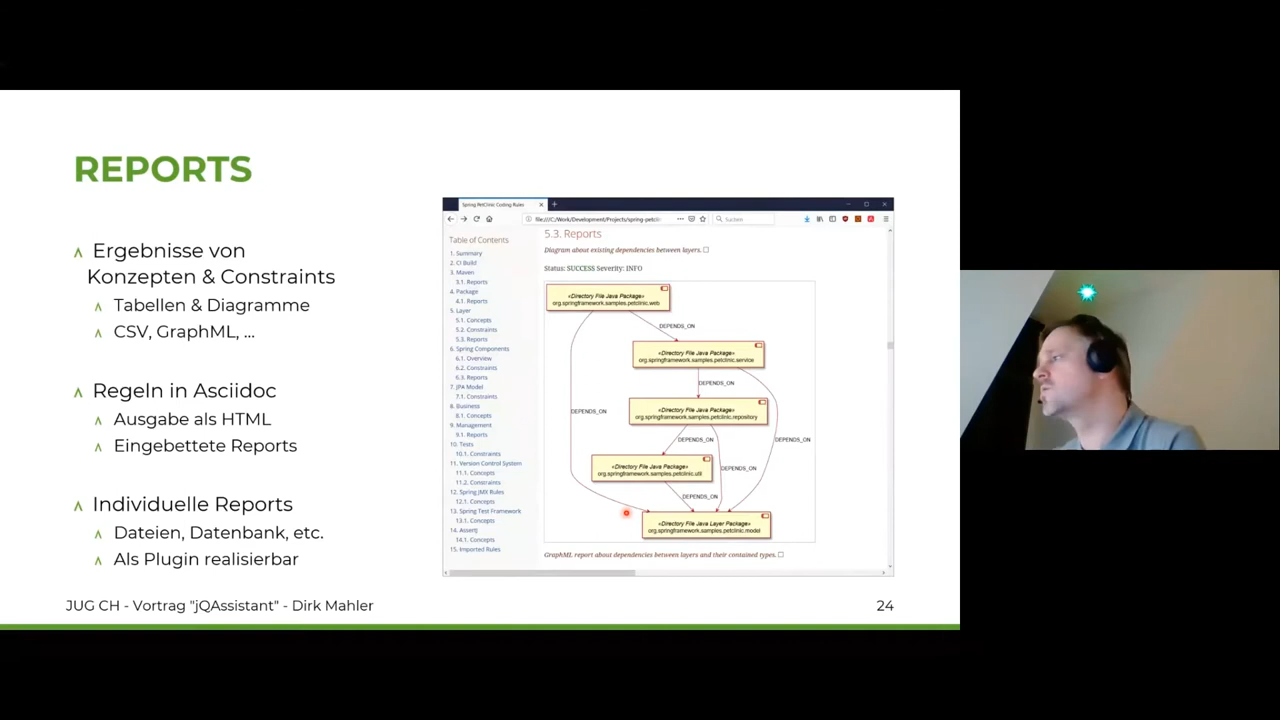 REPORTS
∧ Ergebnisse von
Konzepten & Constraints
∧ Tabellen & Diagramme
∧ CSV, GraphML, ...
∧ Regeln in Asciidoc
∧ Ausgabe als HTML
∧ Eingebettete Reports
∧ Individuelle Reports
∧ Dateien, Datenbank, etc.
∧ Als Plugin realisierbar
Spring PetClinic Coding Rules
file:///C:/Work/Development/Projects/spring-petcli
Suchen
Table of Contents
1. Summary
2. CI Build
3. Maven
3.1. Reports
4. Package
4.1. Reports
5. Layer
5.1. Concepts
5.2. Constraints
5.3. Reports
6. Spring Components
6.1. Overview
6.2. Constraints
6.3. Reports
7. JPA Model
7.1. Constraints
8. Business
8.1. Concepts
9. Management
9.1. Reports
10. Tests
10.1. Constraints
11. Version Control System
11.1. Concepts
11.2. Constraints
12. Spring JMX Rules
12.1. Concepts
13. Spring Test Framework
13.1. Concepts
14. AssertJ
14.1. Concepts
15. Imported Rules
5.3. Reports
Diagram about existing dependencies between layers.
Status: SUCCESS Severity: INFO
«Directory File Java Package»
org.springframework.samples.petclinic.web
DEPENDS_ON
«Directory File Java Package»
org.springframework.samples.petclinic.service
DEPENDS_ON
DEPENDS_ON
«Directory File Java Package»
org.springframework.samples.petclinic.repository
DEPENDS_ON
DEPENDS_ON
«Directory File Java Package»
org.springframework.samples.petclinic.util
DEPENDS_ON
DEPENDS_ON
«Directory File Java Layer Package»
org.springframework.samples.petclinic.model
GraphML report about dependencies between layers and their contained types.
JUG CH - Vortrag "jQAssistant" - Dirk Mahler
24